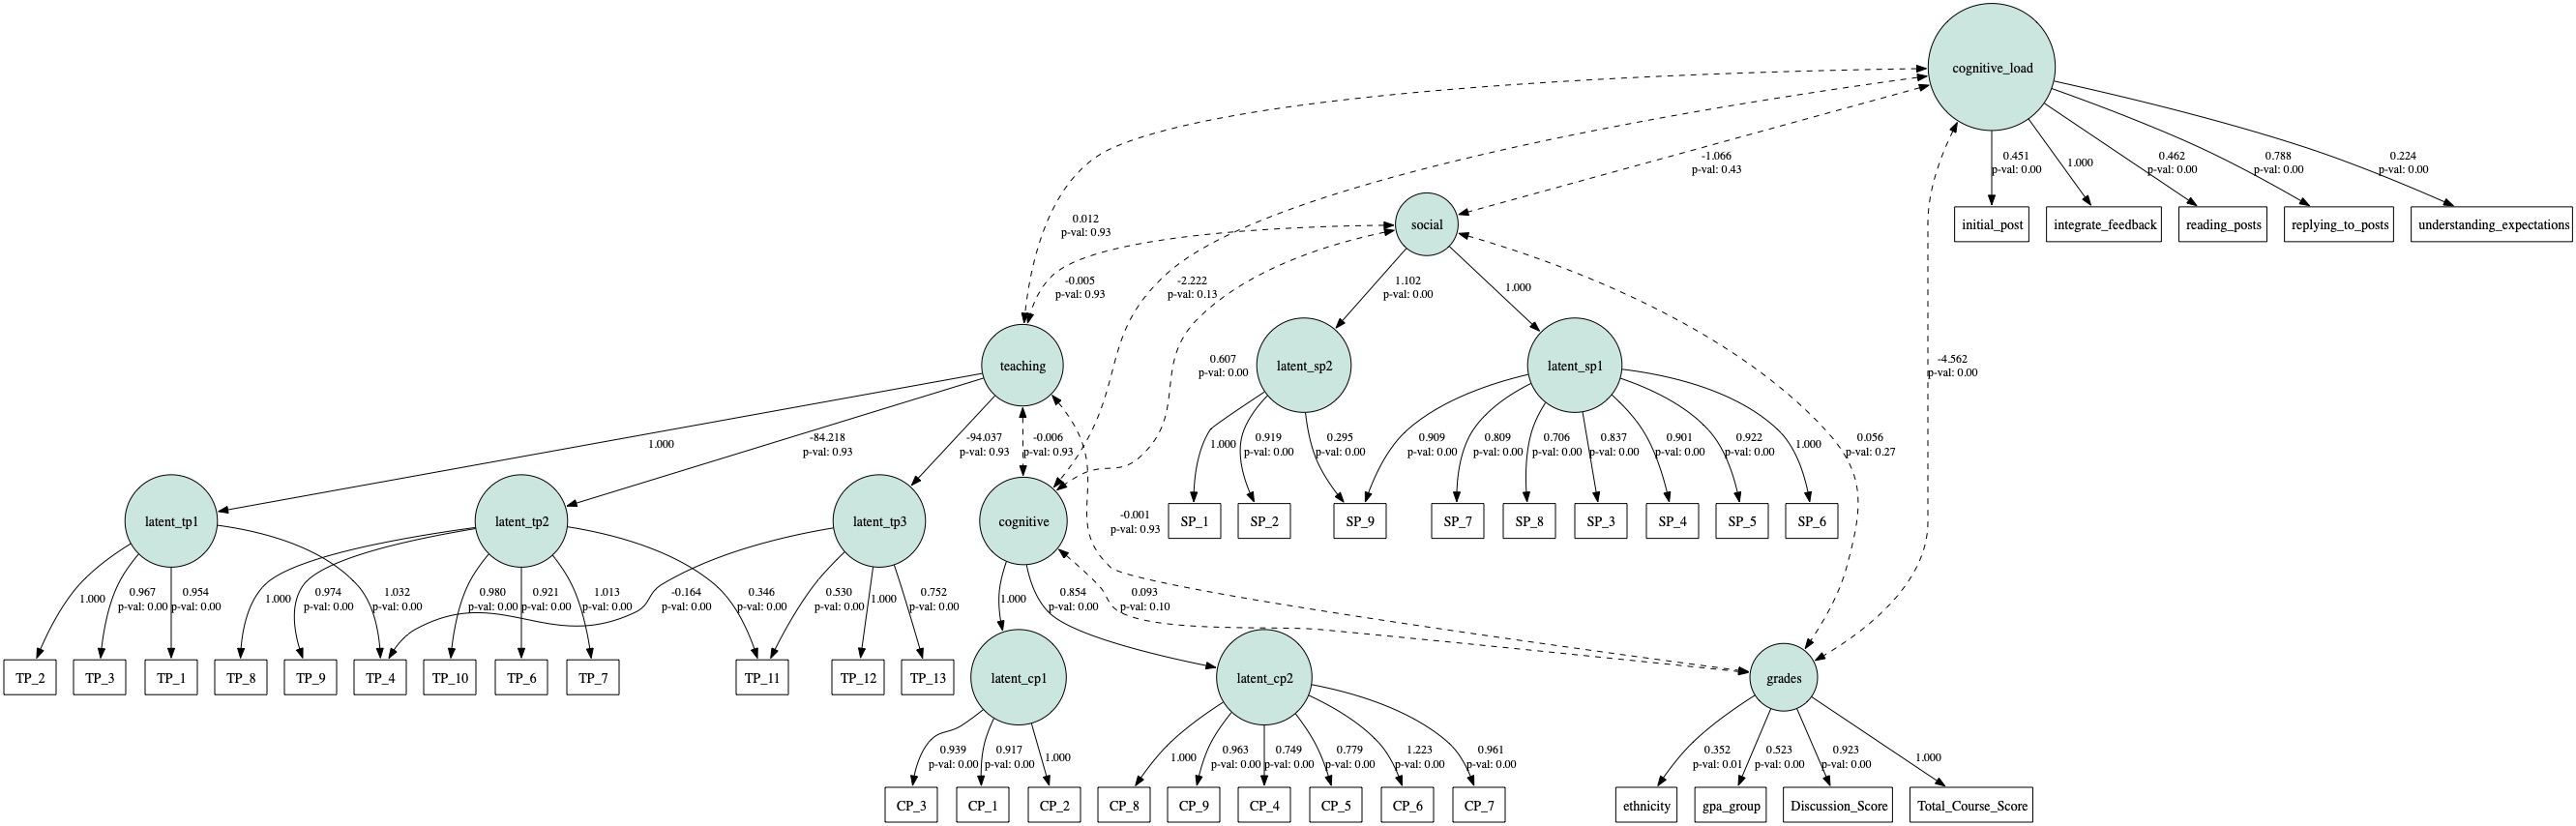 cognitive_load
-1.066
p-val: 0.43
0.451
p-val: 0.00
1.000
0.462
p-val: 0.00
0.788
p-val: 0.00
0.224
p-val: 0.00
0.012
p-val: 0.93
social
initial_post
integrate_feedback
reading_posts
replying_to_posts
understanding_expectations
-0.005
p-val: 0.93
-2.222
p-val: 0.13
1.102
p-val: 0.00
1.000
teaching
0.607
p-val: 0.00
latent_sp2
latent_sp1
-4.562
p-val: 0.00
1.000
-84.218
p-val: 0.93
-94.037
p-val: 0.93
-0.006
p-val: 0.93
1.000
0.919
p-val: 0.00
0.295
p-val: 0.00
0.909
p-val: 0.00
0.809
p-val: 0.00
0.706
p-val: 0.00
0.837
p-val: 0.00
0.901
p-val: 0.00
0.922
p-val: 0.00
1.000
0.056
p-val: 0.27
latent_tp1
latent_tp2
latent_tp3
cognitive
-0.001
p-val: 0.93
SP_1
SP_2
SP_9
SP_7
SP_8
SP_3
SP_4
SP_5
SP_6
1.000
0.967
p-val: 0.00
0.954
p-val: 0.00
1.000
0.974
p-val: 0.00
1.032
p-val: 0.00
0.980
p-val: 0.00
0.921
p-val: 0.00
1.013
p-val: 0.00
-0.164
p-val: 0.00
0.346
p-val: 0.00
0.530
p-val: 0.00
1.000
0.752
p-val: 0.00
1.000
0.854
p-val: 0.00
0.093
p-val: 0.10
TP_2
TP_3
TP_1
TP_8
TP_9
TP_4
TP_10
TP_6
TP_7
TP_11
TP_12
TP_13
latent_cp1
latent_cp2
grades
0.939
p-val: 0.00
0.917
p-val: 0.00
1.000
1.000
0.963
p-val: 0.00
0.749
p-val: 0.00
0.779
p-val: 0.00
1.223
p-val: 0.00
0.961
p-val: 0.00
0.352
p-val: 0.01
0.523
p-val: 0.00
0.923
p-val: 0.00
1.000
CP_3
CP_1
CP_2
CP_8
CP_9
CP_4
CP_5
CP_6
CP_7
ethnicity
gpa_group
Discussion_Score
Total_Course_Score